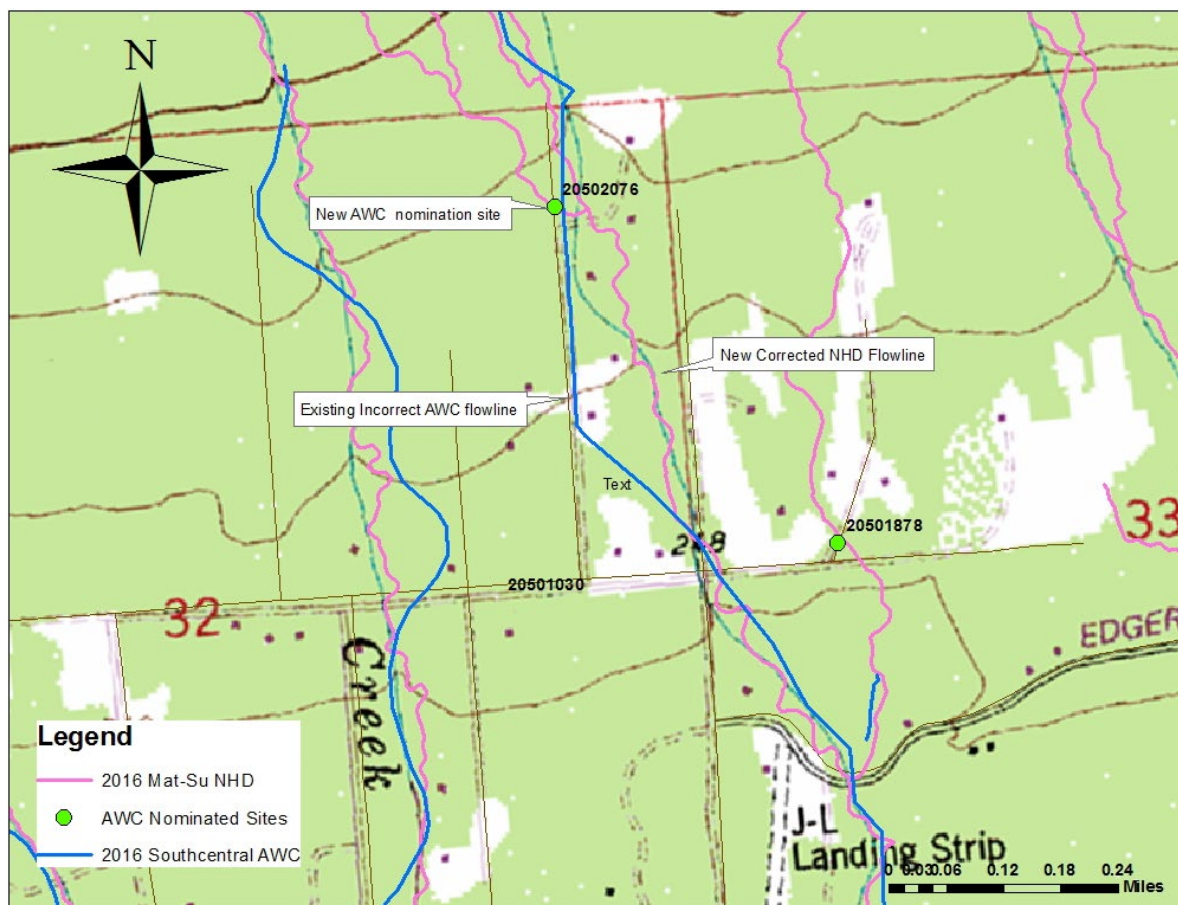 N
20502076
New AWC nomination site
New Corrected NHD Flowline
Existing Incorrect AWC flowline
Text
20501878
33
248
20501030
32
EDGER
Creek
Legend
2016 Mat-Su NHD
AWC Nominated Sites
2016 Southcentral AWC
J-L
Landing Strip
0 0.03 0.06 0.12 0.18 0.24
Miles